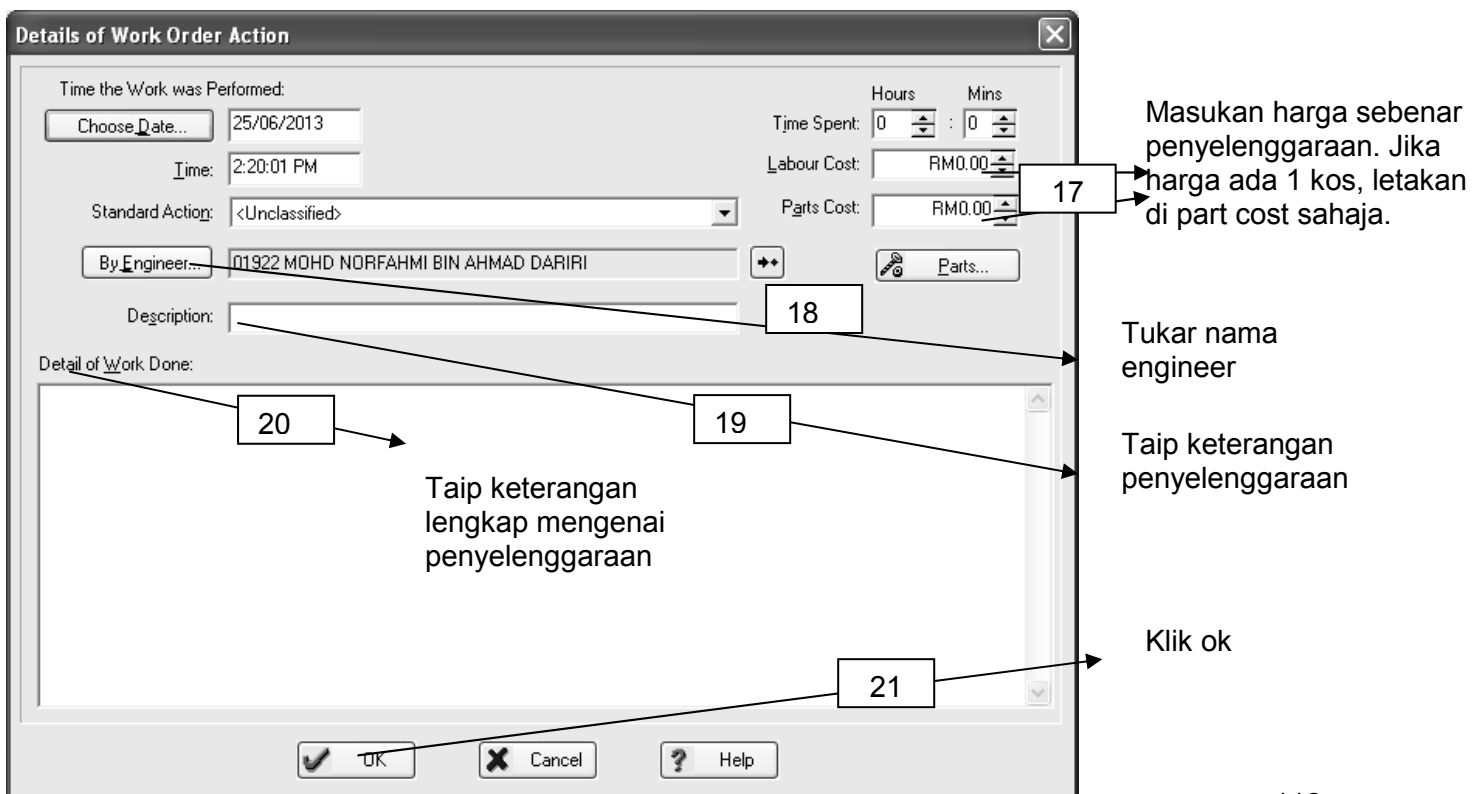 Details of Work Order Action
Time the Work was Performed:
Hours Mins
Choose Date... 25/06/2013
Time Spent: 0 : 0
Time: 2:20:01 PM
Labour Cost: RM0.00
Standard Action: <Unclassified>
Parts Cost: RM0.00
17
Masukan harga sebenar
penyelenggaraan. Jika
harga ada 1 kos, letakan
di part cost sahaja.
By Engineer... 01922 MOHD NORFAHMI BIN AHMAD DARIRI
Parts...
18
Tukar nama
engineer
Description:
Detail of Work Done:
20
19
Taip keterangan
penyelenggaraan
Taip keterangan
lengkap mengenai
penyelenggaraan
21
Klik ok
OK Cancel Help